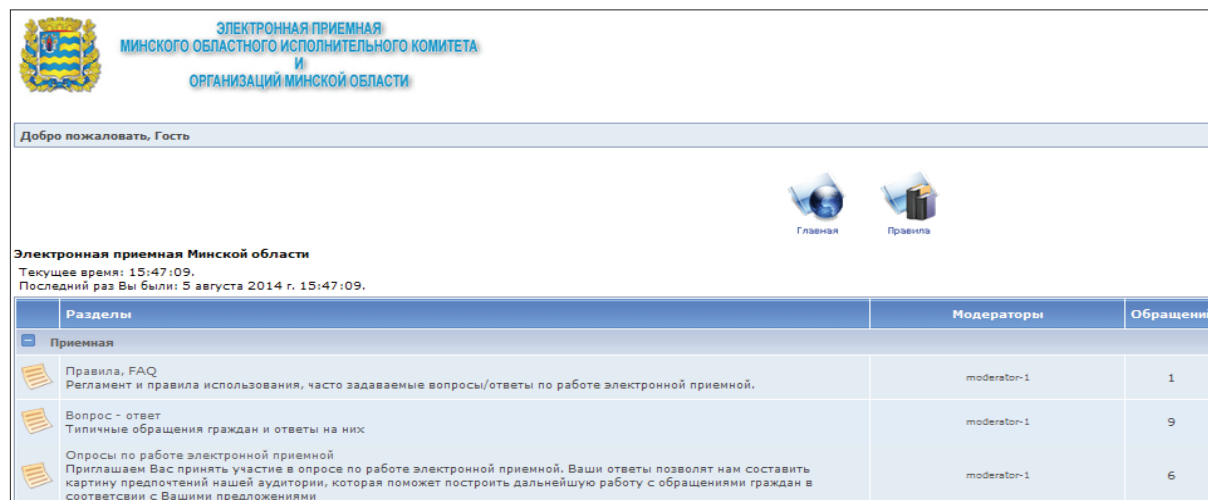 ЭЛЕКТРОННАЯ ПРИЕМНАЯ
МИНСКОГО ОБЛАСТНОГО ИСПОЛНИТЕЛЬНОГО КОМИТЕТА
И
ОРГАНИЗАЦИЙ МИНСКОЙ ОБЛАСТИ
Добро пожаловать, Гость
Главная Правила
Электронная приемная Минской области
Текущее время: 15:47:09.
Последний раз Вы были: 5 августа 2014 г. 15:47:09.
Разделы Модераторы Обращений
Приемная
Правила, FAQ
Регламент и правила использования, часто задаваемые вопросы/ответы по работе электронной приемной.
moderator-1 1
Вопрос - ответ
Типичные обращения граждан и ответы на них
moderator-1 9
Опросы по работе электронной приемной
Приглашаем Вас принять участие в опросе по работе электронной приемной. Ваши ответы позволят нам составить
картину предпочтений нашей аудитории, которая поможет построить дальнейшую работу с обращениями граждан в
соответсвии с Вашими предложениями
moderator-1 6